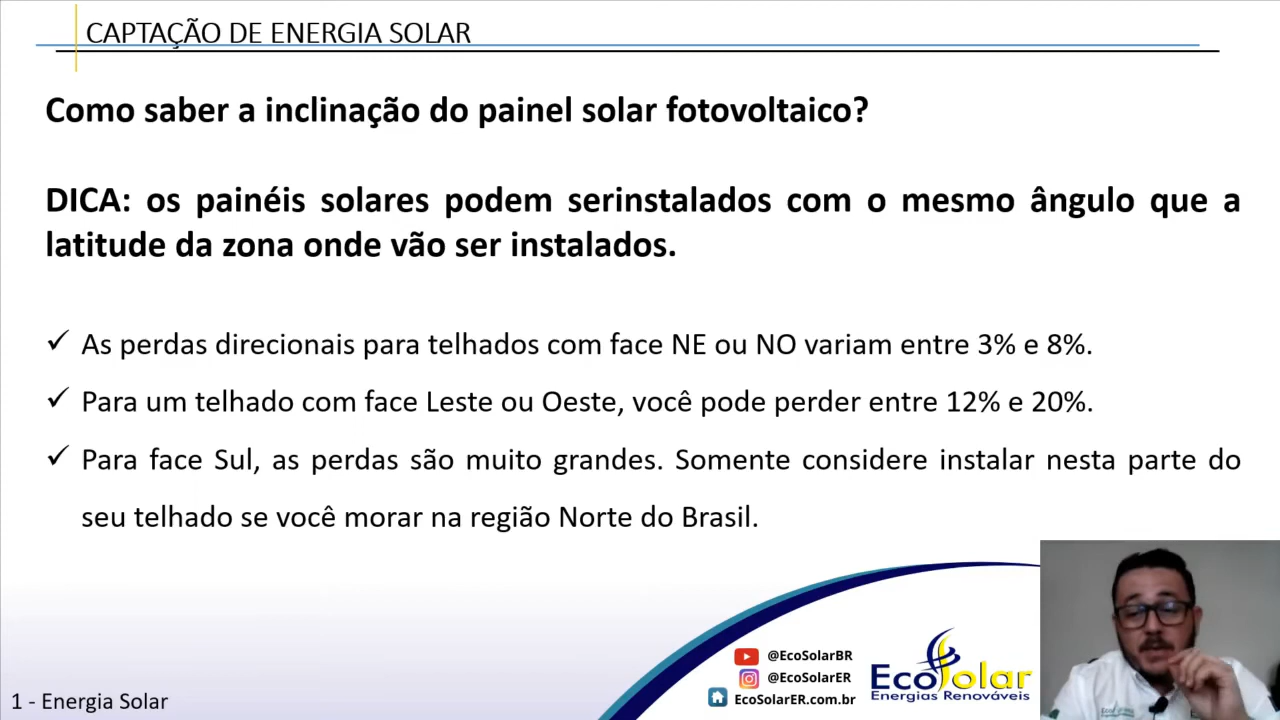 CAPTAÇÃO DE ENERGIA SOLAR
Como saber a inclinação do painel solar fotovoltaico?
DICA: os painéis solares podem serinstalados com o mesmo ângulo que a
latitude da zona onde vão ser instalados.
✓ As perdas direcionais para telhados com face NE ou NO variam entre 3% e 8%.
✓ Para um telhado com face Leste ou Oeste, você pode perder entre 12% e 20%.
✓ Para face Sul, as perdas são muito grandes. Somente considere instalar nesta parte do
seu telhado se você morar na região Norte do Brasil.
@EcoSolarBR
@EcoSolarER
EcoSolarER.com.br
EcoSolar
Energias Renováveis
1 - Energia Solar